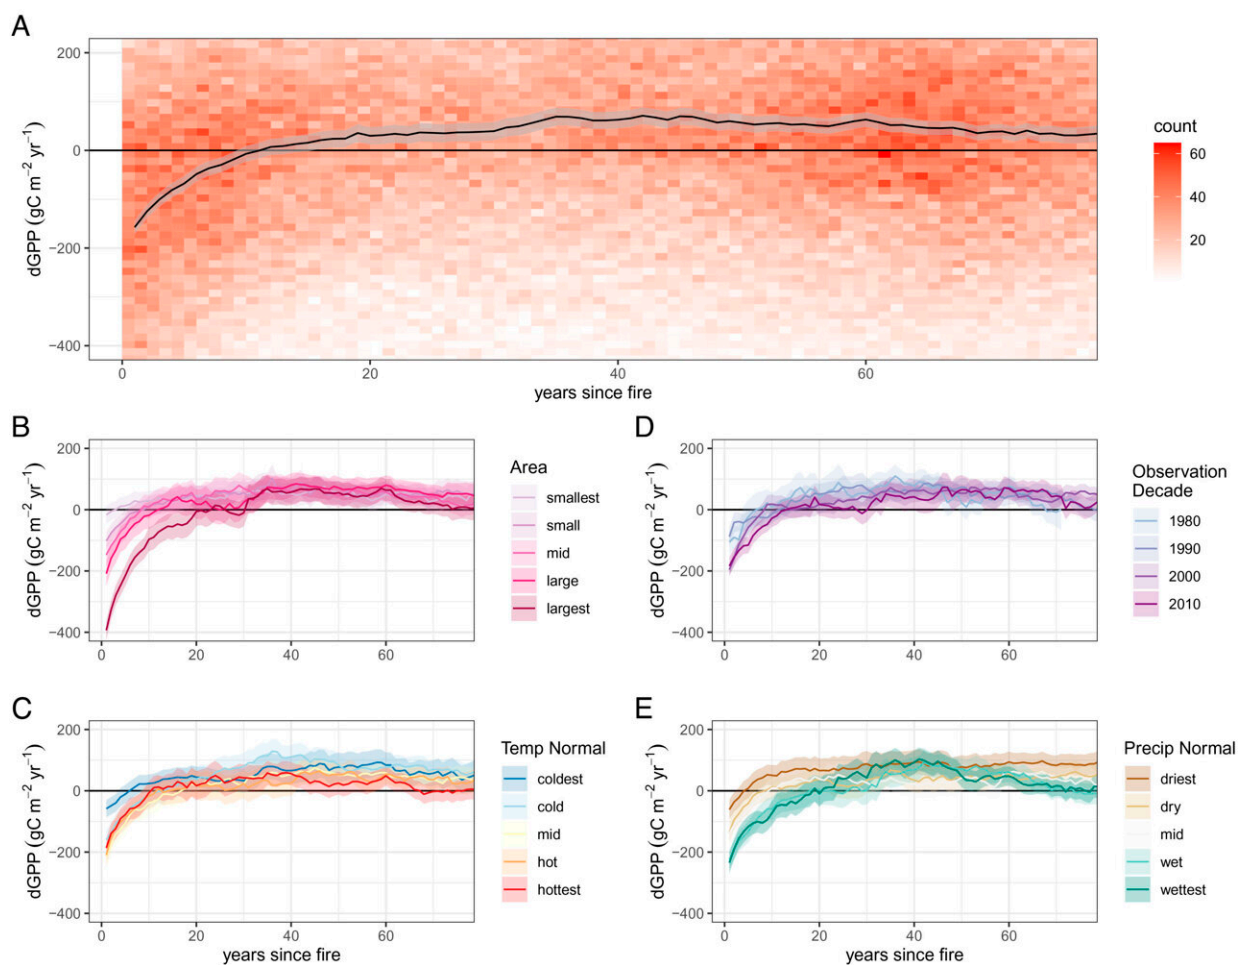 A
200
0
−200
−400
dGPP (gC m⁻² yr⁻¹)
0 20 40 60
years since fire
count
60
40
20
B
200
0
−200
−400
dGPP (gC m⁻² yr⁻¹)
0 20 40 60
Area
smallest
small
mid
large
largest
D
200
0
−200
−400
dGPP (gC m⁻² yr⁻¹)
0 20 40 60
Observation
Decade
1980
1990
2000
2010
C
200
0
−200
−400
dGPP (gC m⁻² yr⁻¹)
0 20 40 60
years since fire
Temp Normal
coldest
cold
mid
hot
hottest
E
200
0
−200
−400
dGPP (gC m⁻² yr⁻¹)
0 20 40 60
years since fire
Precip Normal
driest
dry
mid
wet
wettest